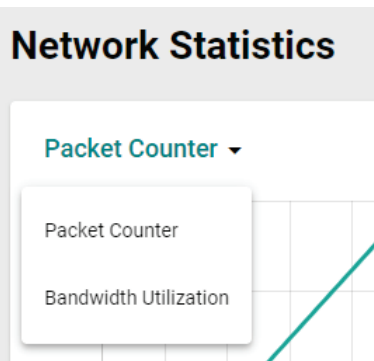 Network Statistics
Packet Counter
Packet Counter
Bandwidth Utilization